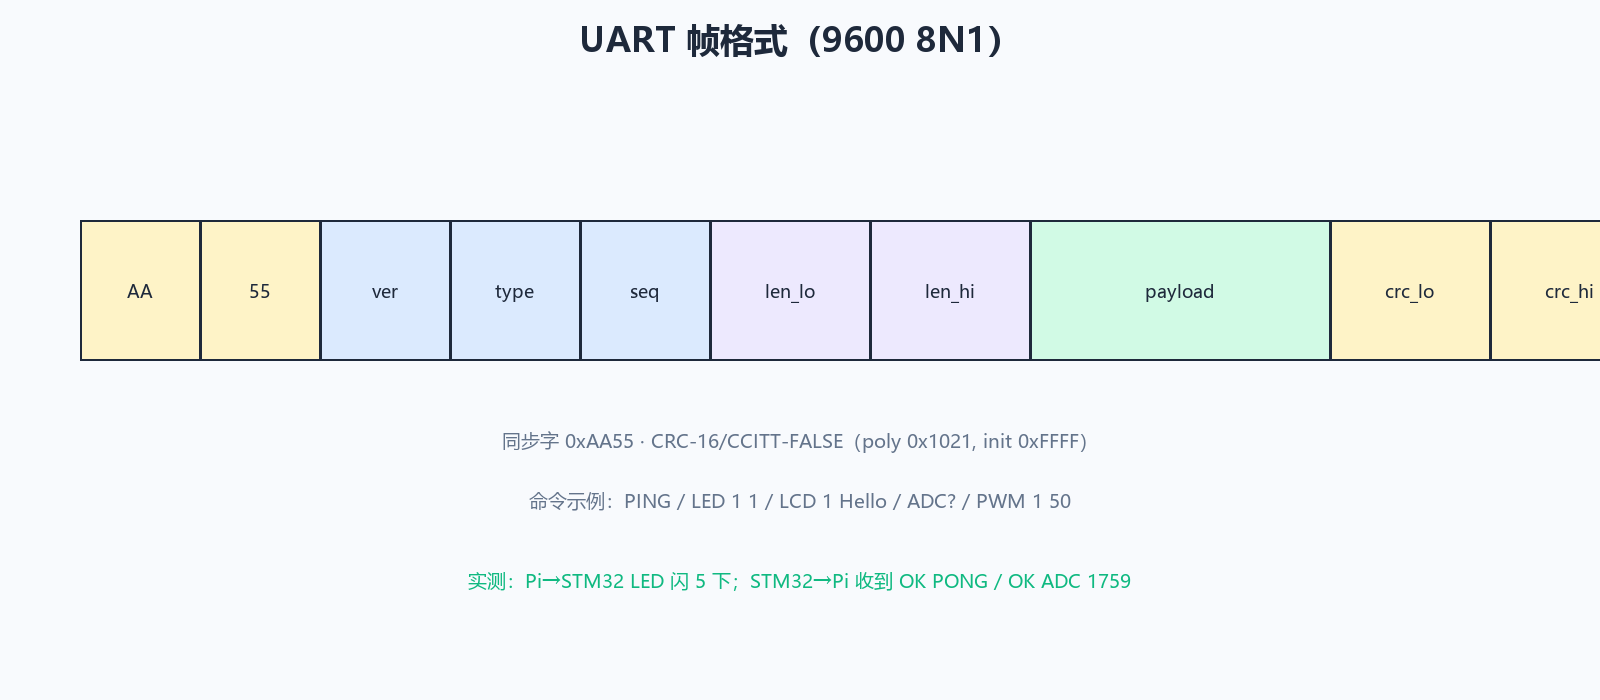 UART 帧格式（9600 8N1）
AA 55 ver type seq len_lo len_hi payload crc_lo crc_hi
同步字 0xAA55 · CRC-16/CCITT-FALSE（poly 0x1021, init 0xFFFF）
命令示例：PING / LED 1 1 / LCD 1 Hello / ADC? / PWM 1 50
实测：Pi→STM32 LED 闪 5 下；STM32→Pi 收到 OK PONG / OK ADC 1759